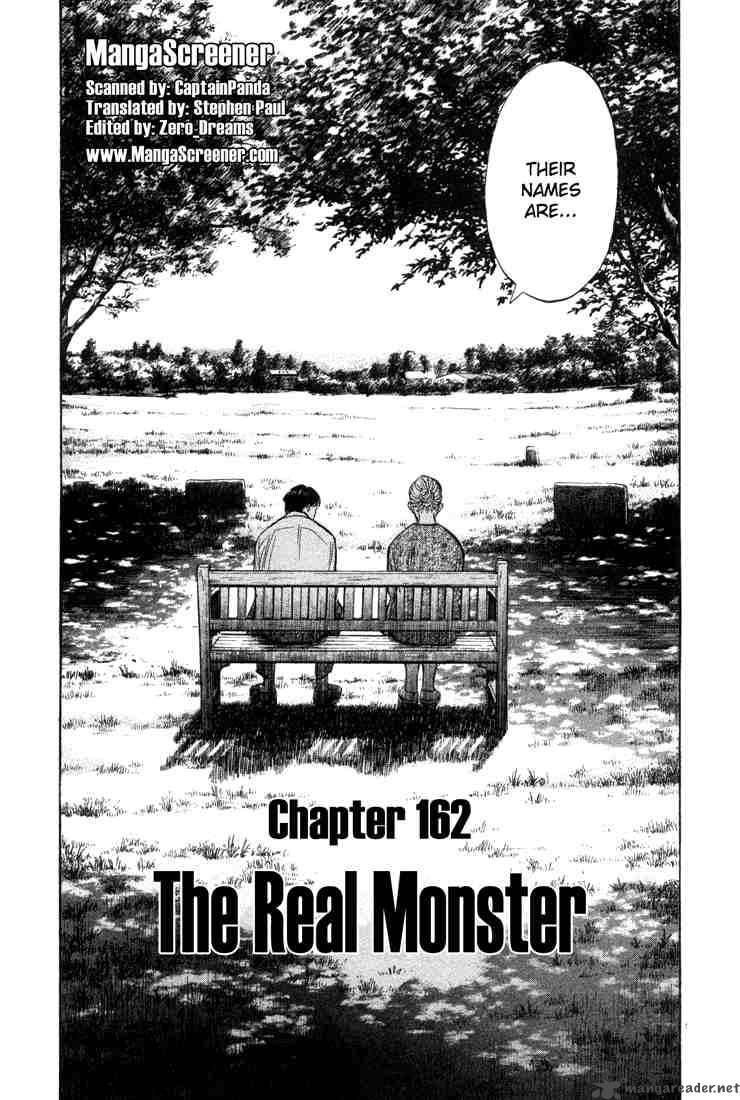 MangaScreener
Scanned by: CaptainPanda
Translated by: Stephen Paul
Edited by: Zero_Dreams
www.MangaScreener.com
THEIR
NAMES
ARE...
Chapter 162
The Real Monster
mangareader.net